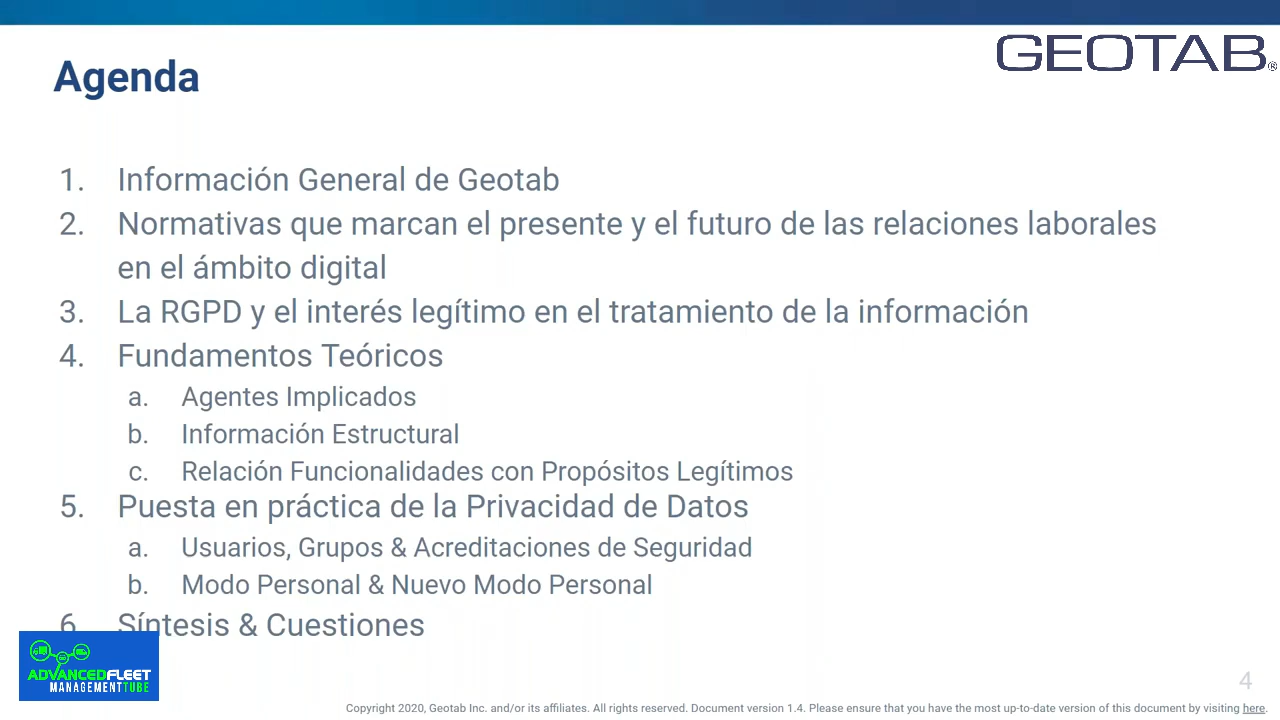 GEOTAB®
Agenda
1. Información General de Geotab
2. Normativas que marcan el presente y el futuro de las relaciones laborales
en el ámbito digital
3. La RGPD y el interés legítimo en el tratamiento de la información
4. Fundamentos Teóricos
a. Agentes Implicados
b. Información Estructural
c. Relación Funcionalidades con Propósitos Legítimos
5. Puesta en práctica de la Privacidad de Datos
a. Usuarios, Grupos & Acreditaciones de Seguridad
b. Modo Personal & Nuevo Modo Personal
6. Síntesis & Cuestiones
ADVANCEDFLEET
MANAGEMENTTUBE
4
Copyright 2020, Geotab Inc. and/or its affiliates. All rights reserved. Document version 1.4. Please ensure that you have the most up-to-date version of this document by visiting here.